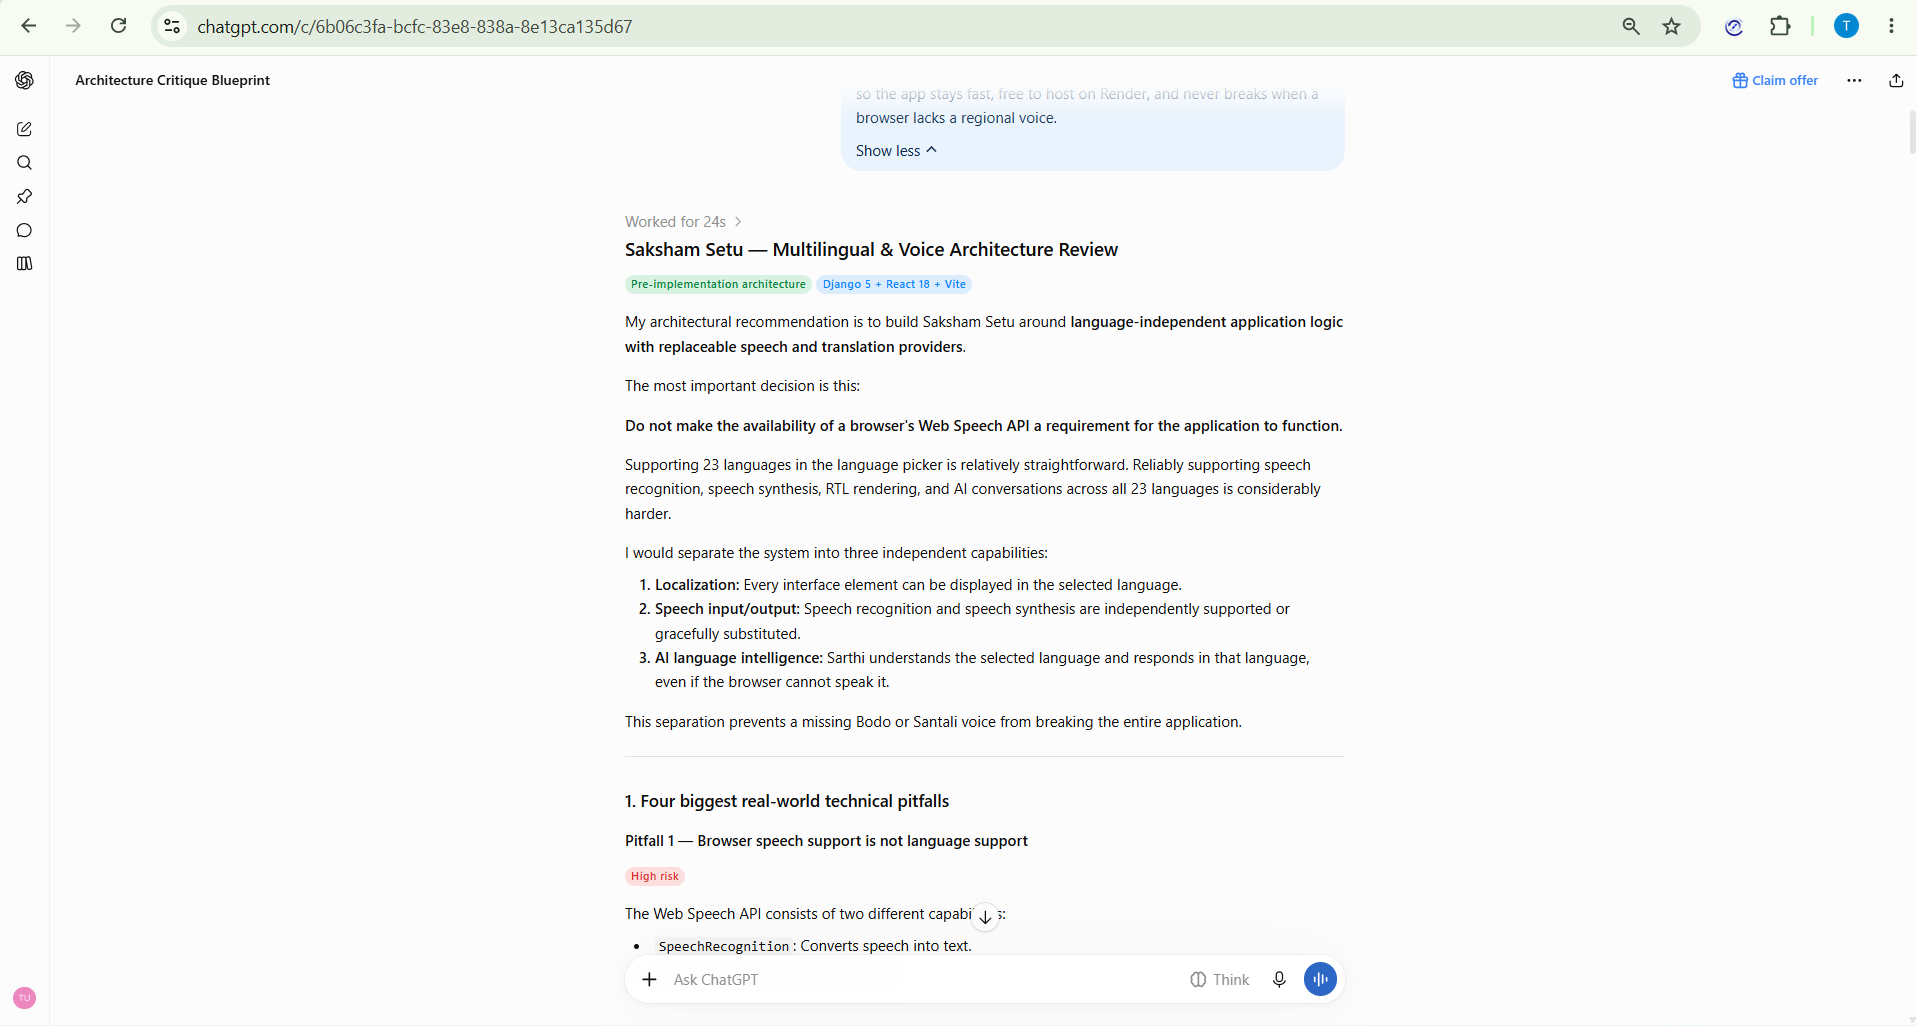 chatgpt.com/c/6b06c3fa-bcfc-83e8-838a-8e13ca135d67
T
Architecture Critique Blueprint
Claim offer
so the app stays fast, free to host on Render, and never breaks when a
browser lacks a regional voice.
Show less
Worked for 24s
Saksham Setu — Multilingual & Voice Architecture Review
Pre-implementation architecture
Django 5 + React 18 + Vite
My architectural recommendation is to build Saksham Setu around language-independent application logic
with replaceable speech and translation providers.
The most important decision is this:
Do not make the availability of a browser's Web Speech API a requirement for the application to function.
Supporting 23 languages in the language picker is relatively straightforward. Reliably supporting speech
recognition, speech synthesis, RTL rendering, and AI conversations across all 23 languages is considerably
harder.
I would separate the system into three independent capabilities:
1. Localization: Every interface element can be displayed in the selected language.
2. Speech input/output: Speech recognition and speech synthesis are independently supported or
gracefully substituted.
3. AI language intelligence: Sarthi understands the selected language and responds in that language,
even if the browser cannot speak it.
This separation prevents a missing Bodo or Santali voice from breaking the entire application.
1. Four biggest real-world technical pitfalls
Pitfall 1 — Browser speech support is not language support
High risk
The Web Speech API consists of two different capabi s:
• SpeechRecognition : Converts speech into text.
Ask ChatGPT
Think
TU